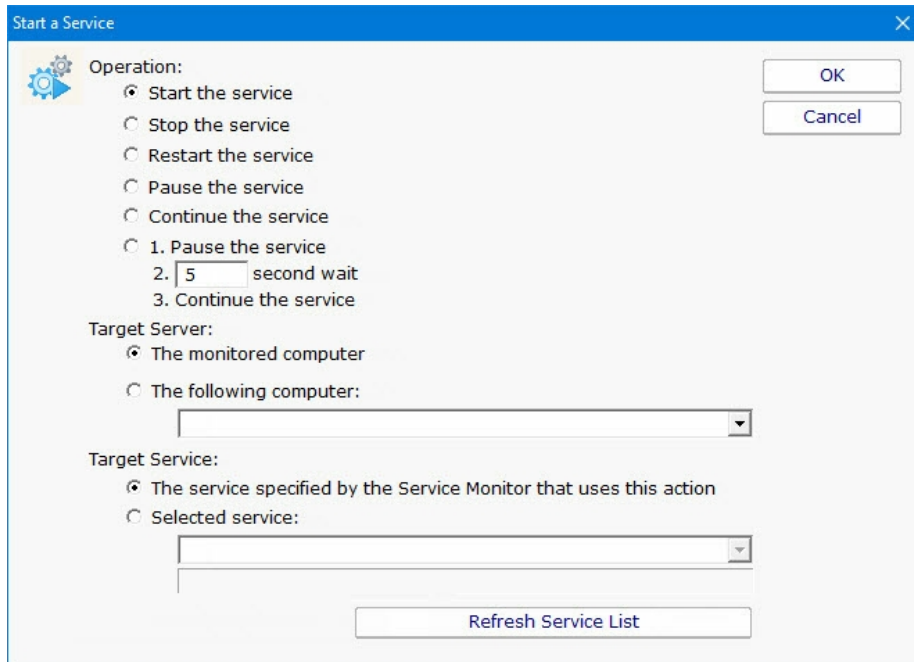 Start a Service
Operation:
OK
Start the service
Cancel
Stop the service
Restart the service
Pause the service
Continue the service
1. Pause the service
2. 5 second wait
3. Continue the service
Target Server:
The monitored computer
The following computer:
Target Service:
The service specified by the Service Monitor that uses this action
Selected service:
Refresh Service List